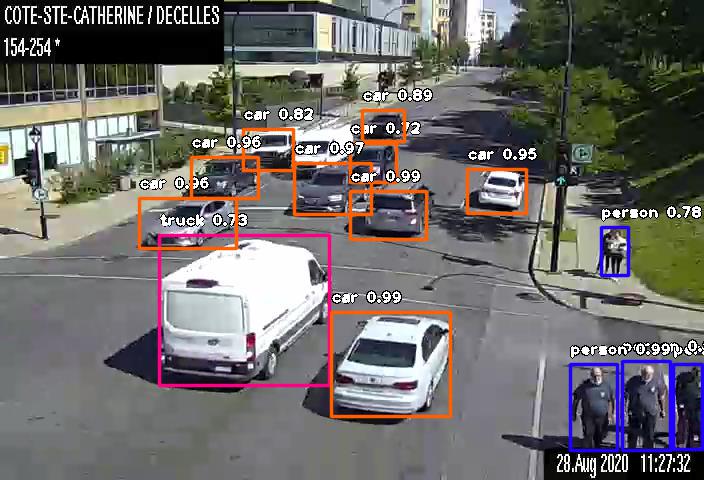 COTE-STE-CATHERINE / DECELLES
154-254 *
car 0.89
car 0.82
car 0.72
car 0.96
car 0.97
car 0.95
car 0.96
car 0.99
truck 0.73
person 0.78
car 0.99
person 0.99
28.Aug 2020 11:27:32